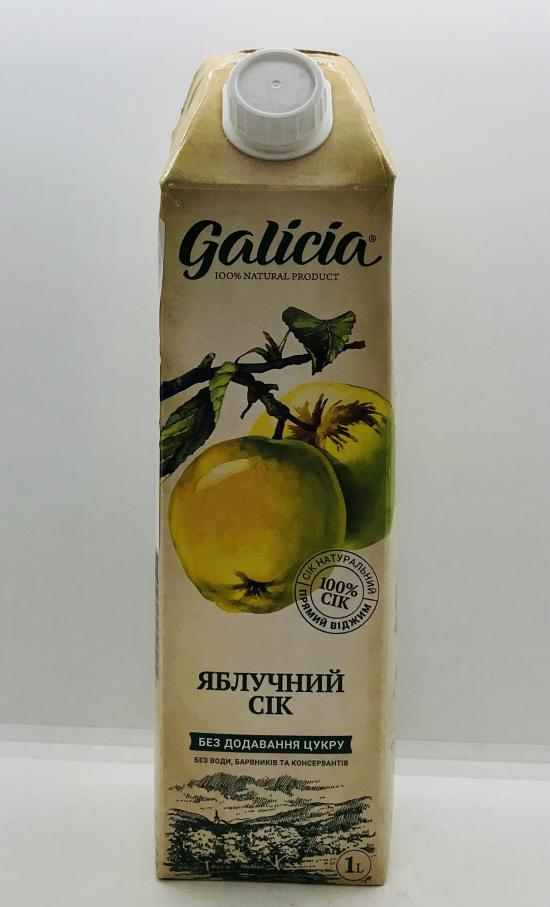 Galicia®
100% NATURAL PRODUCT
СІК НАТУРАЛЬНИЙ
100%
СІК
ПРЯМИЙ ВІДЖИМ
ЯБЛУЧНИЙ
СІК
БЕЗ ДОДАВАННЯ ЦУКРУ
БЕЗ ВОДИ, БАРВНИКІВ ТА КОНСЕРВАНТІВ
1L